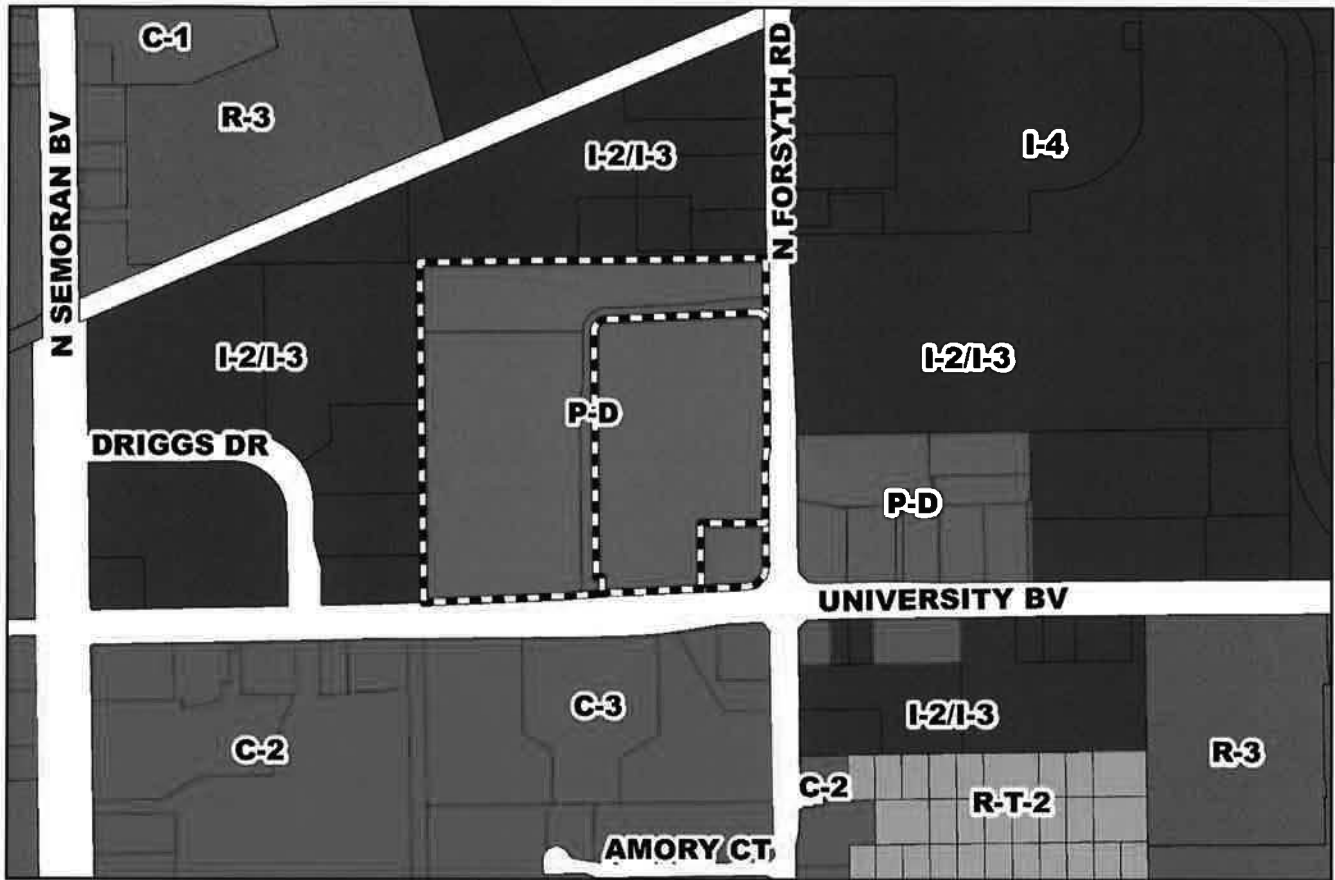 C-1
R-3
N SEMORAN BV
I-2/I-3
N FORSYTH RD
I-4
I-2/I-3
I-2/I-3
DRIGGS DR
P-D
P-D
UNIVERSITY BV
C-3
C-2
I-2/I-3
R-3
C-2
R-T-2
AMORY CT